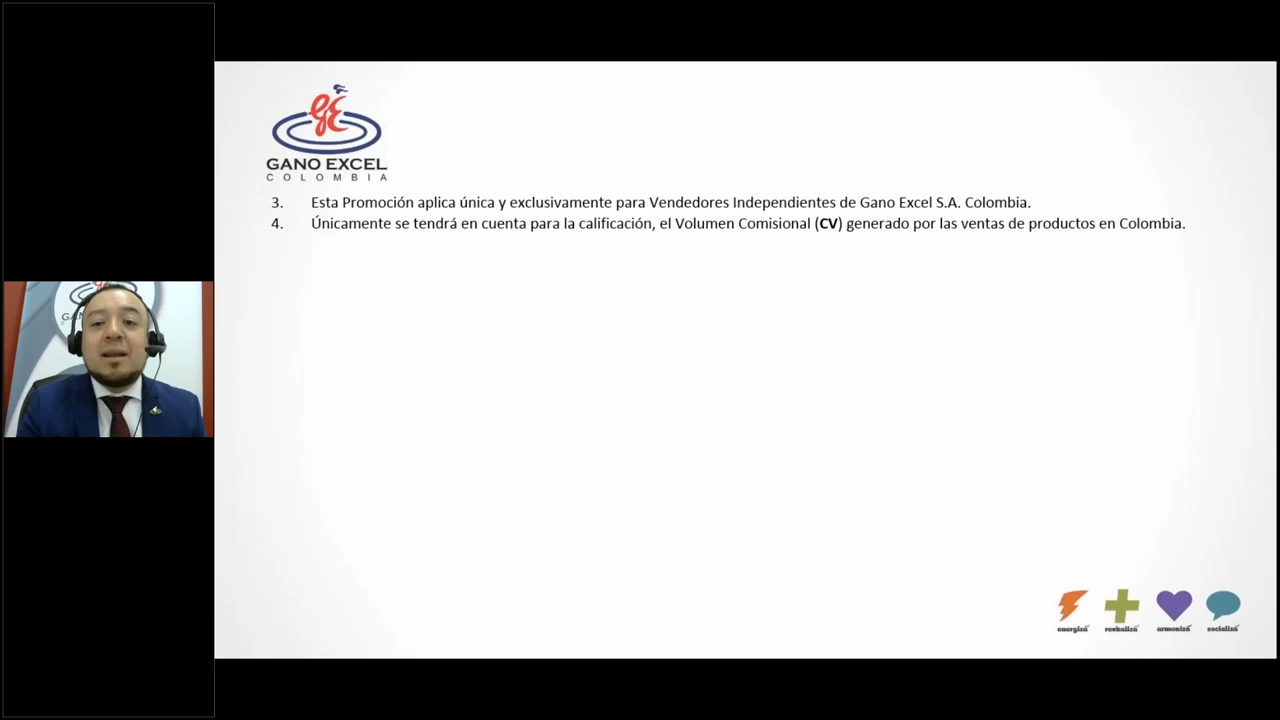 GANO EXCEL
COLOMBIA
3. Esta Promoción aplica única y exclusivamente para Vendedores Independientes de Gano Excel S.A. Colombia.
4. Únicamente se tendrá en cuenta para la calificación, el Volumen Comisional (CV) generado por las ventas de productos en Colombia.
energiza
revitaliza
armoniza
socializa